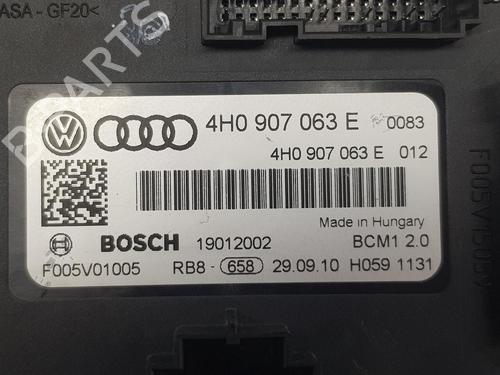 ASA - GF20<
B PARTS
4H0 907 063 E 0083
4H0 907 063 E 012
Made in Hungary
BOSCH 19012002 BCM1 2.0
F005V01005 RB8 - 658 29.09.10 H059 1131